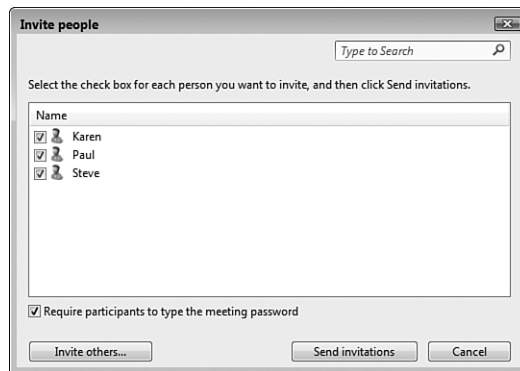 Invite people
Type to Search
Select the check box for each person you want to invite, and then click Send invitations.
Name
Karen
Paul
Steve
Require participants to type the meeting password
Invite others... Send invitations Cancel